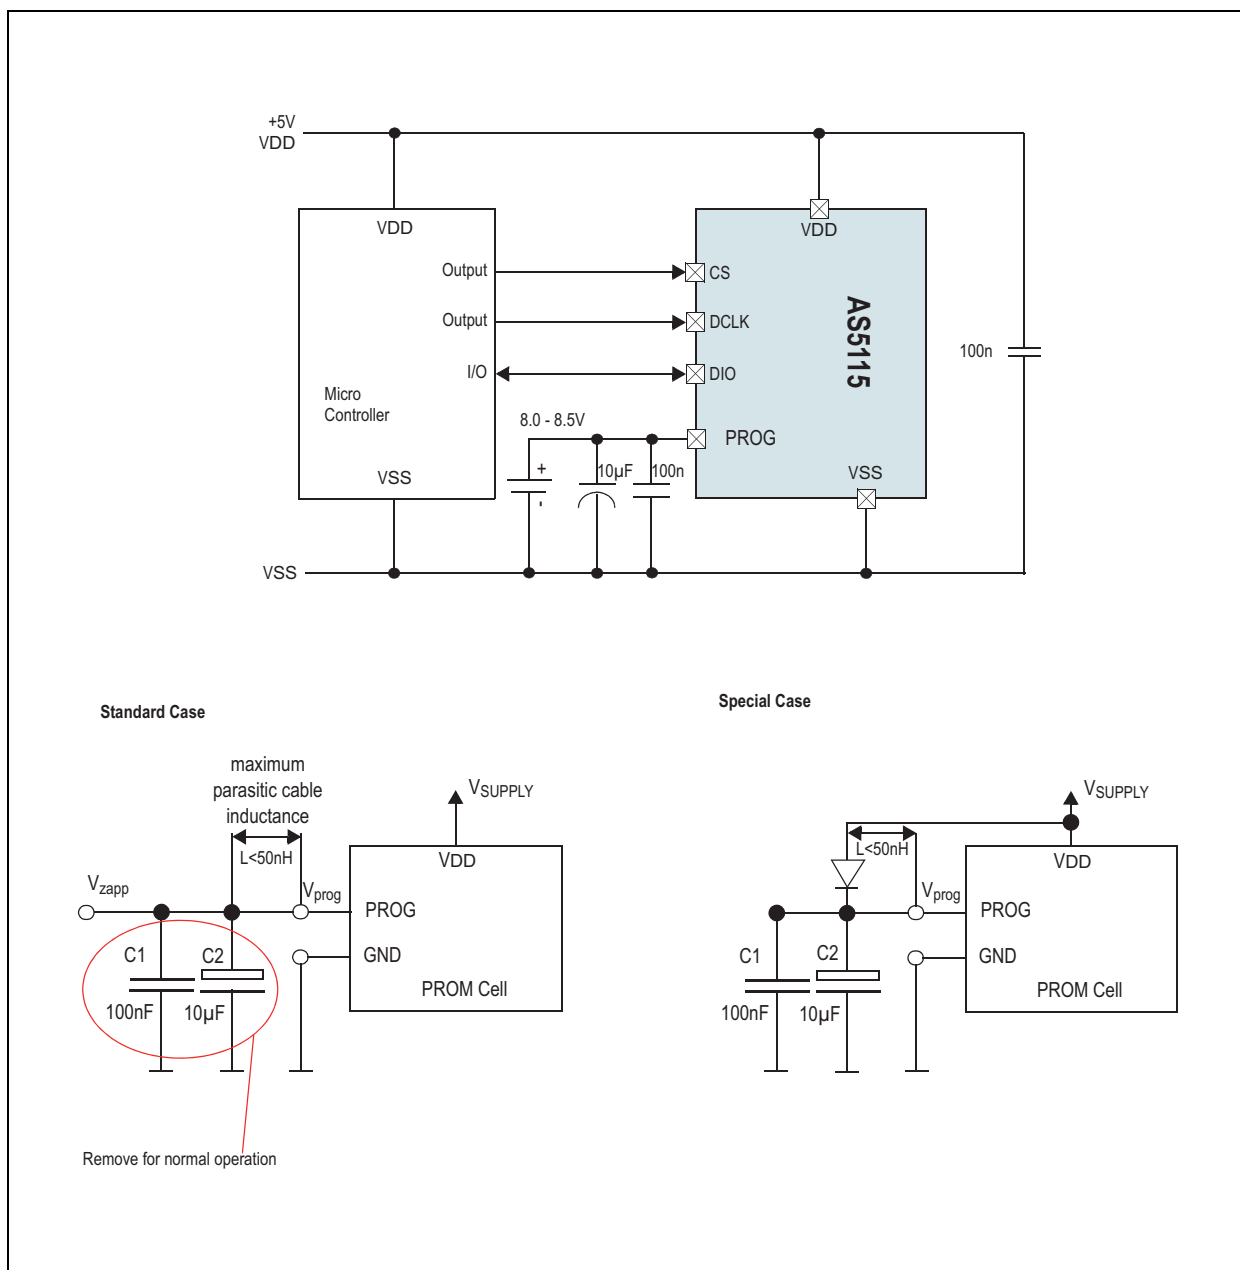 +5V
VDD
VDD
VDD
Output
CS
Output
DCLK
AS5115
100n
I/O
DIO
Micro
Controller
8.0 - 8.5V
PROG
+
10µF
100n
VSS
VSS
-
VSS
Standard Case
Special Case
maximum
parasitic cable
inductance
L<50nH
VSUPPLY
VDD
Vzapp
Vprog
PROG
C1
C2
GND
100nF
10µF
PROM Cell
Remove for normal operation
VSUPPLY
L<50nH
VDD
Vprog
PROG
C1
C2
GND
100nF
10µF
PROM Cell